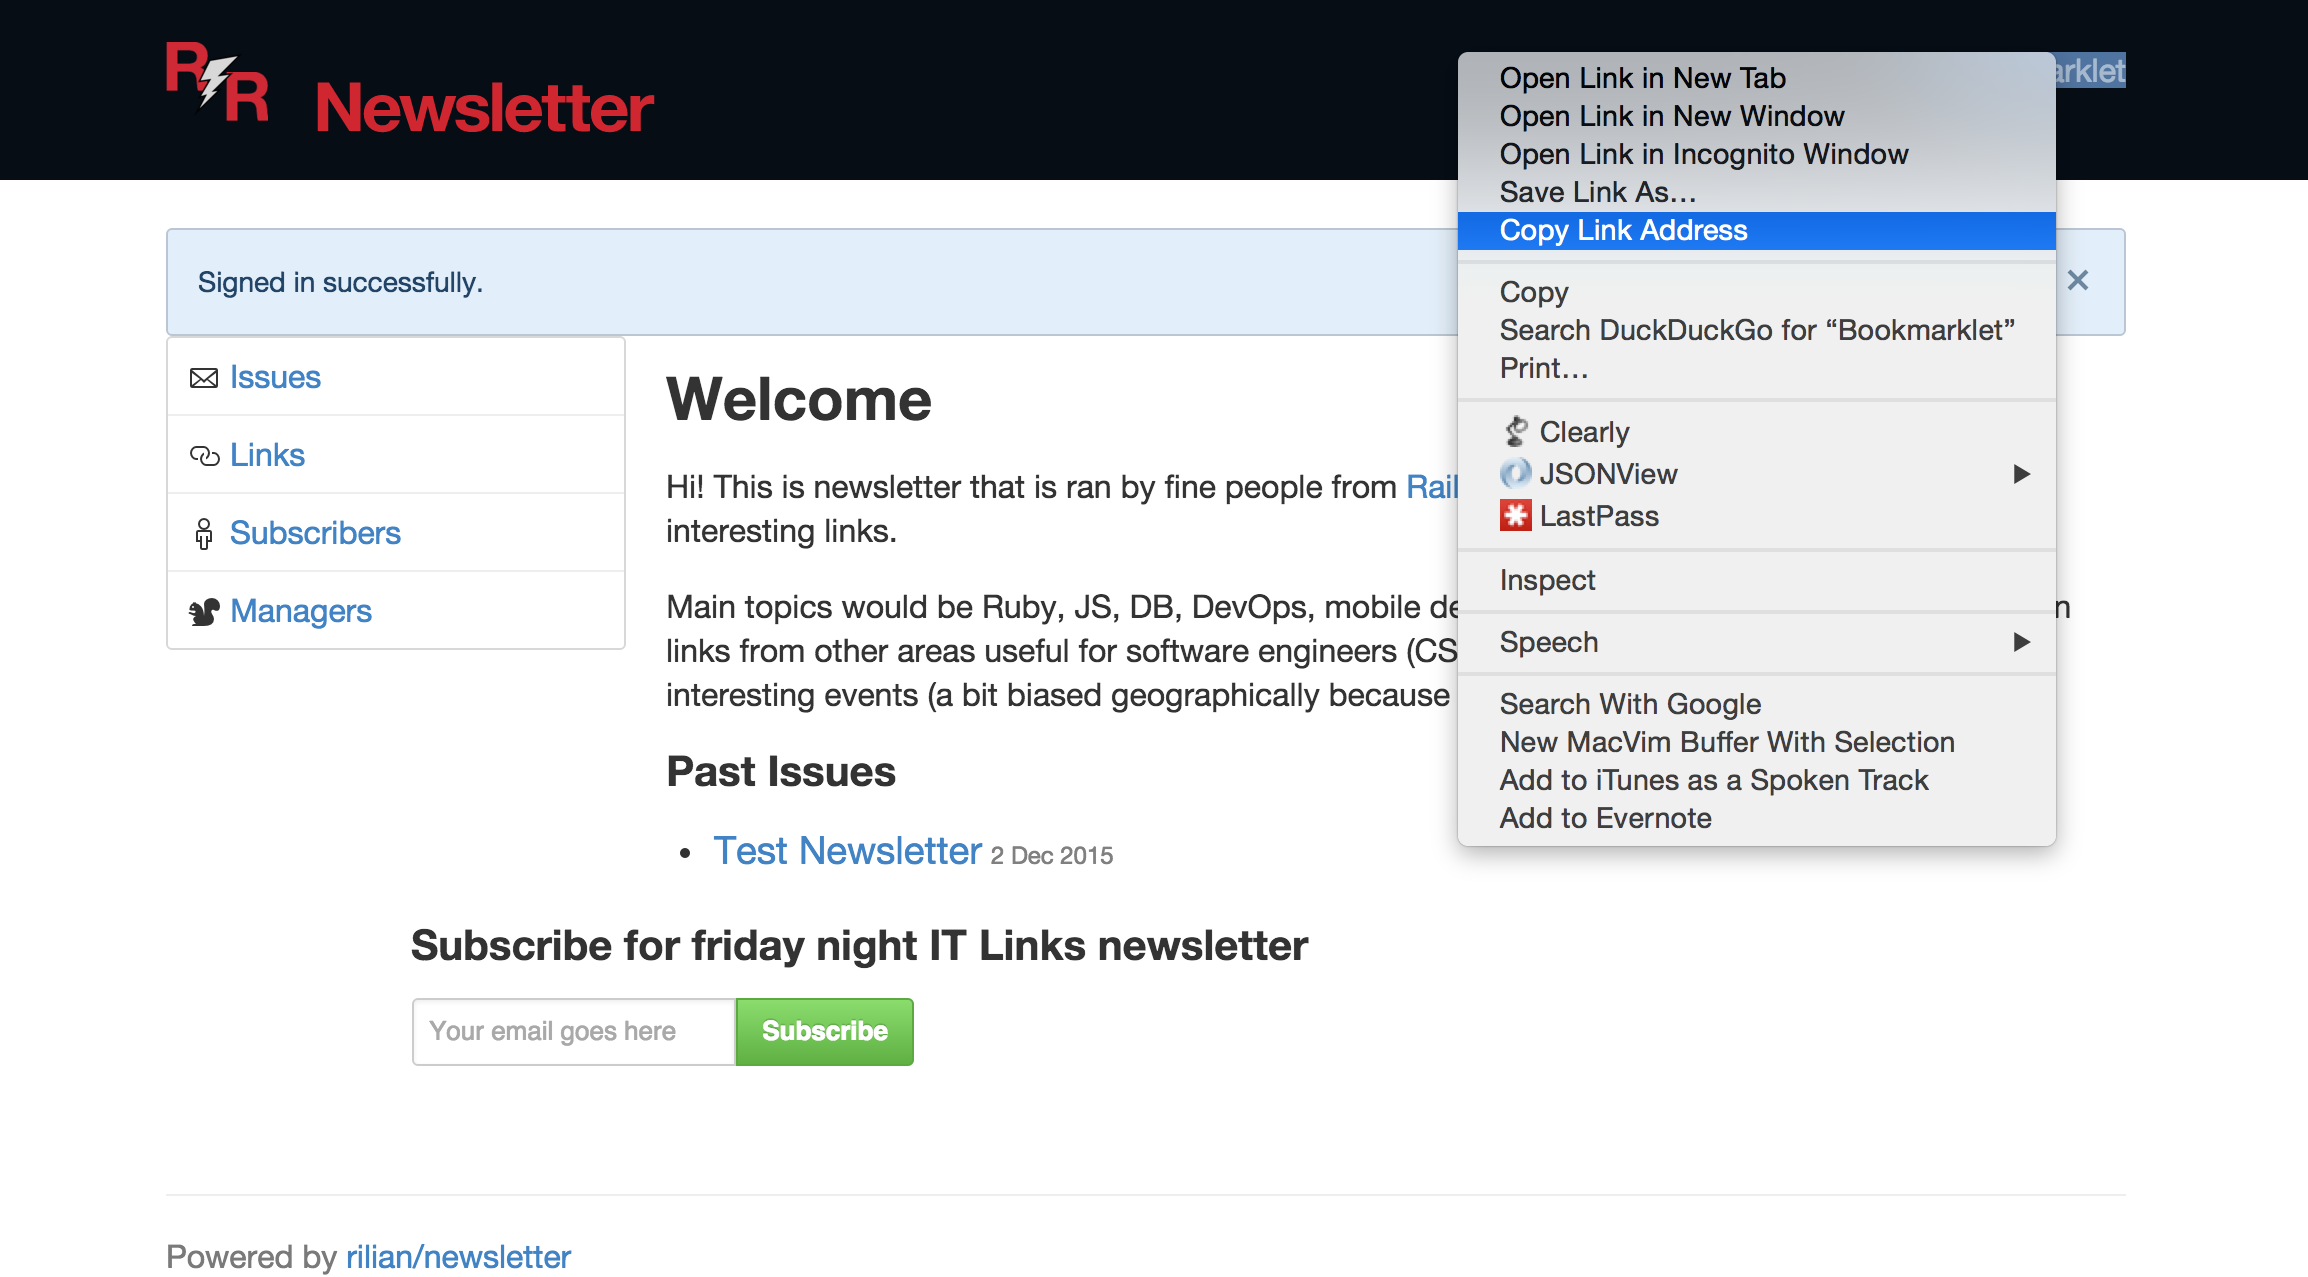 RR Newsletter
arklet
Open Link in New Tab
Open Link in New Window
Open Link in Incognito Window
Save Link As...
Copy Link Address
Copy
Search DuckDuckGo for “Bookmarklet”
Print...
Clearly
JSONView
LastPass
Inspect
Speech
Search With Google
New MacVim Buffer With Selection
Add to iTunes as a Spoken Track
Add to Evernote
Signed in successfully. ×
Issues
Links
Subscribers
Managers
Welcome
Hi! This is newsletter that is ran by fine people from Rail
interesting links.
Main topics would be Ruby, JS, DB, DevOps, mobile de n
links from other areas useful for software engineers (CS
interesting events (a bit biased geographically because
Past Issues
• Test Newsletter 2 Dec 2015
Subscribe for friday night IT Links newsletter
Your email goes here Subscribe
Powered by rilian/newsletter